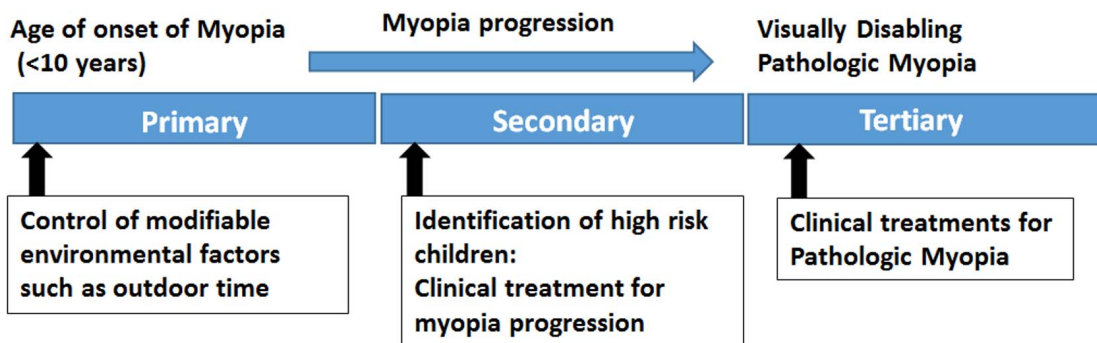 Age of onset of Myopia
(<10 years)
Myopia progression
Visually Disabling
Pathologic Myopia
Primary
Secondary
Tertiary
Control of modifiable
environmental factors
such as outdoor time
Identification of high risk
children:
Clinical treatment for
myopia progression
Clinical treatments for
Pathologic Myopia